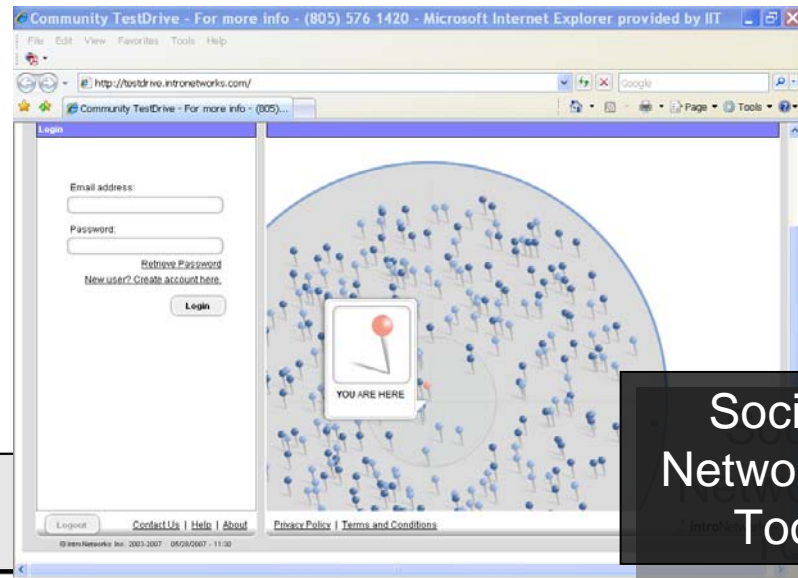 Community TestDrive - For more info - (805) 576 1420 - Microsoft Internet Explorer provided by IIT
File Edit View Favorites Tools Help
http://testdrive.intronetworks.com/
Google
Community TestDrive - For more info - (805)...
Page Tools
Login
Email address:
Password:
Retrieve Password
New user? Create account here.
Login
YOU ARE HERE
Soci
Networ
Too
Logout Contact Us | Help | About Privacy Policy | Terms and Conditions
© intro Networks Inc. 2003-2007 05/28/2007 - 11:30